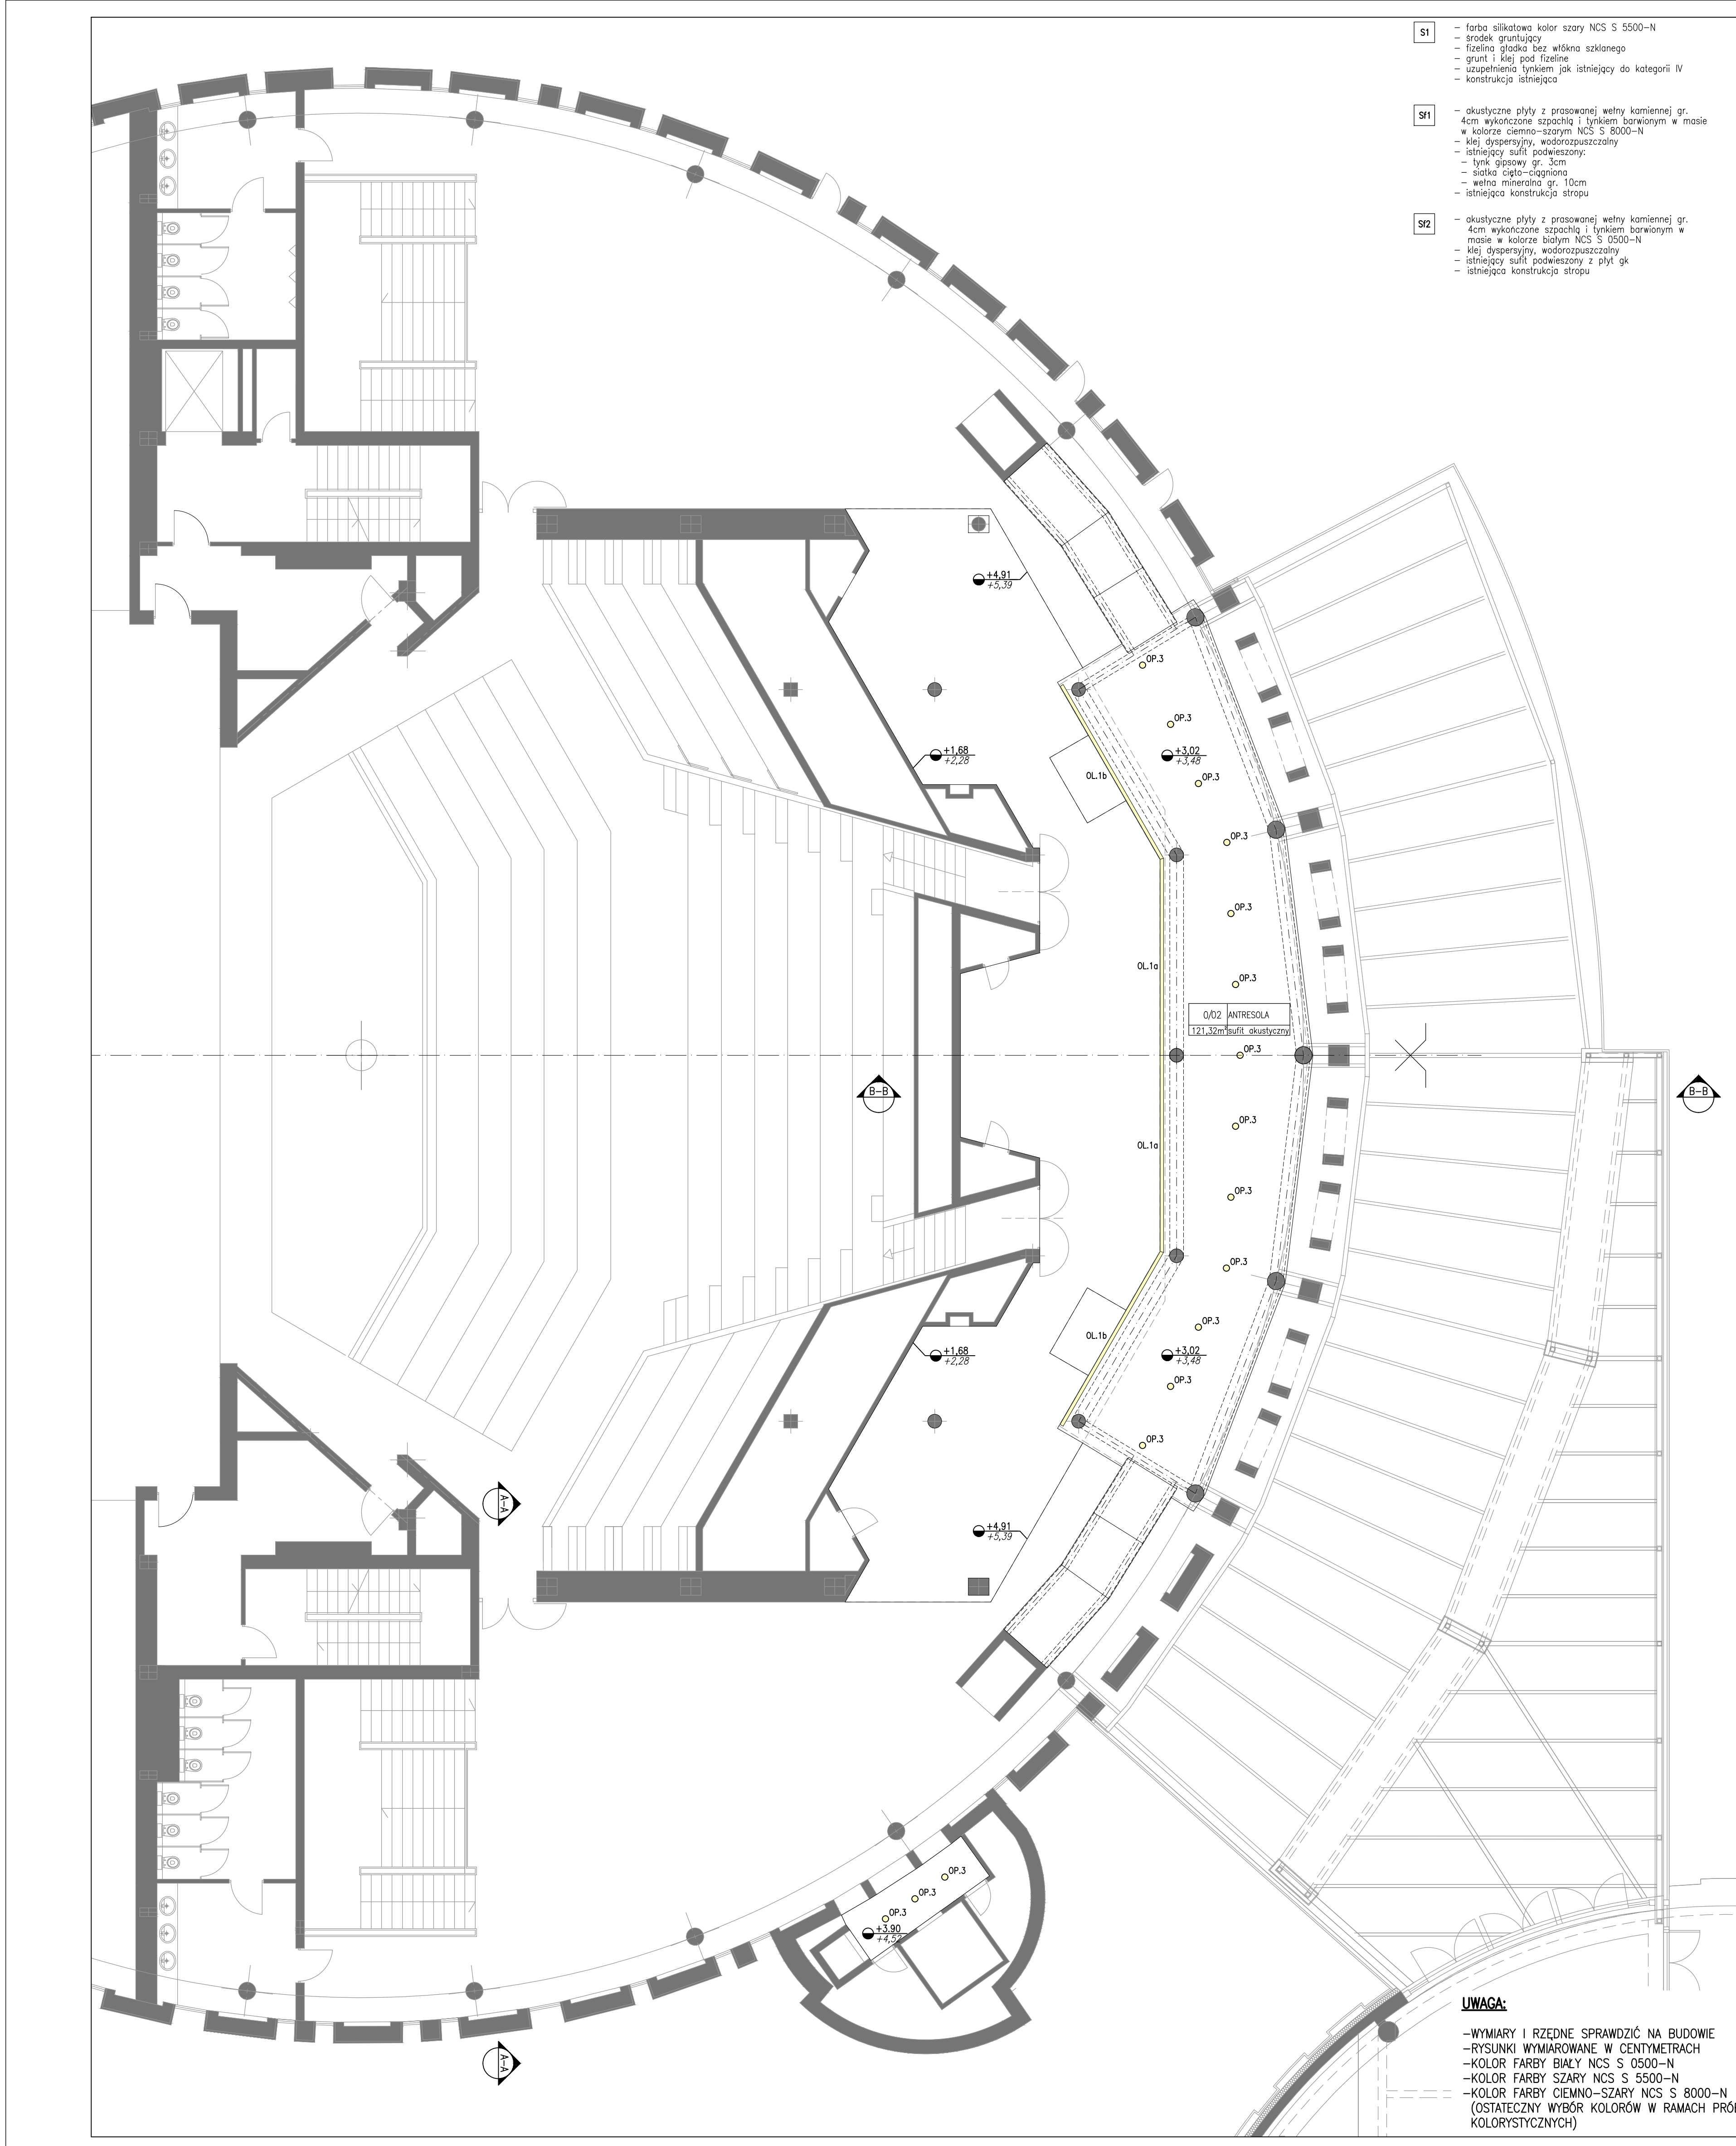 S1
– farba silikatowa kolor szary NCS S 5500–N
– środek gruntujący
– fizelina gładka bez włókna szklanego
– grunt i klej pod fizeline
– uzupełnienia tynkiem jak istniejący do kategorii IV
– konstrukcja istniejąca
Sf1
– akustyczne płyty z prasowanej wełny kamiennej gr.
4cm wykończone szpachlą i tynkiem barwionym w masie
w kolorze ciemno–szarym NCS S 8000–N
– klej dyspersyjny, wodorozpuszczalny
– istniejący sufit podwieszony:
– tynk gipsowy gr. 3cm
– siatka cięto–ciągniona
– wełna mineralna gr. 10cm
– istniejąca konstrukcja stropu
Sf2
– akustyczne płyty z prasowanej wełny kamiennej gr.
4cm wykończone szpachlą i tynkiem barwionym w
masie w kolorze białym NCS S 0500–N
– klej dyspersyjny, wodorozpuszczalny
– istniejący sufit podwieszony z płyt gk
– istniejąca konstrukcja stropu
+4,91
+5,39
OP.3
OP.3
+1,68
+2,28
+3,02
+3,48
OL.1b
OP.3
OP.3
OP.3
OL.1a
OP.3
0/02 ANTRESOLA
121,32m² sufit akustyczny
OP.3
B–B
B–B
OP.3
OL.1a
OP.3
OP.3
OP.3
OL.1b
+1,68
+2,28
+3,02
+3,48
OP.3
OP.3
A–A
+4,91
+5,39
OP.3
OP.3
OP.3
+3.90
+4,52
A–A
UWAGA:
–WYMIARY I RZĘDNE SPRAWDZIĆ NA BUDOWIE
–RYSUNKI WYMIAROWANE W CENTYMETRACH
–KOLOR FARBY BIAŁY NCS S 0500–N
–KOLOR FARBY SZARY NCS S 5500–N
–KOLOR FARBY CIEMNO–SZARY NCS S 8000–N
(OSTATECZNY WYBÓR KOLORÓW W RAMACH
KOLORYSTYCZNYCH)